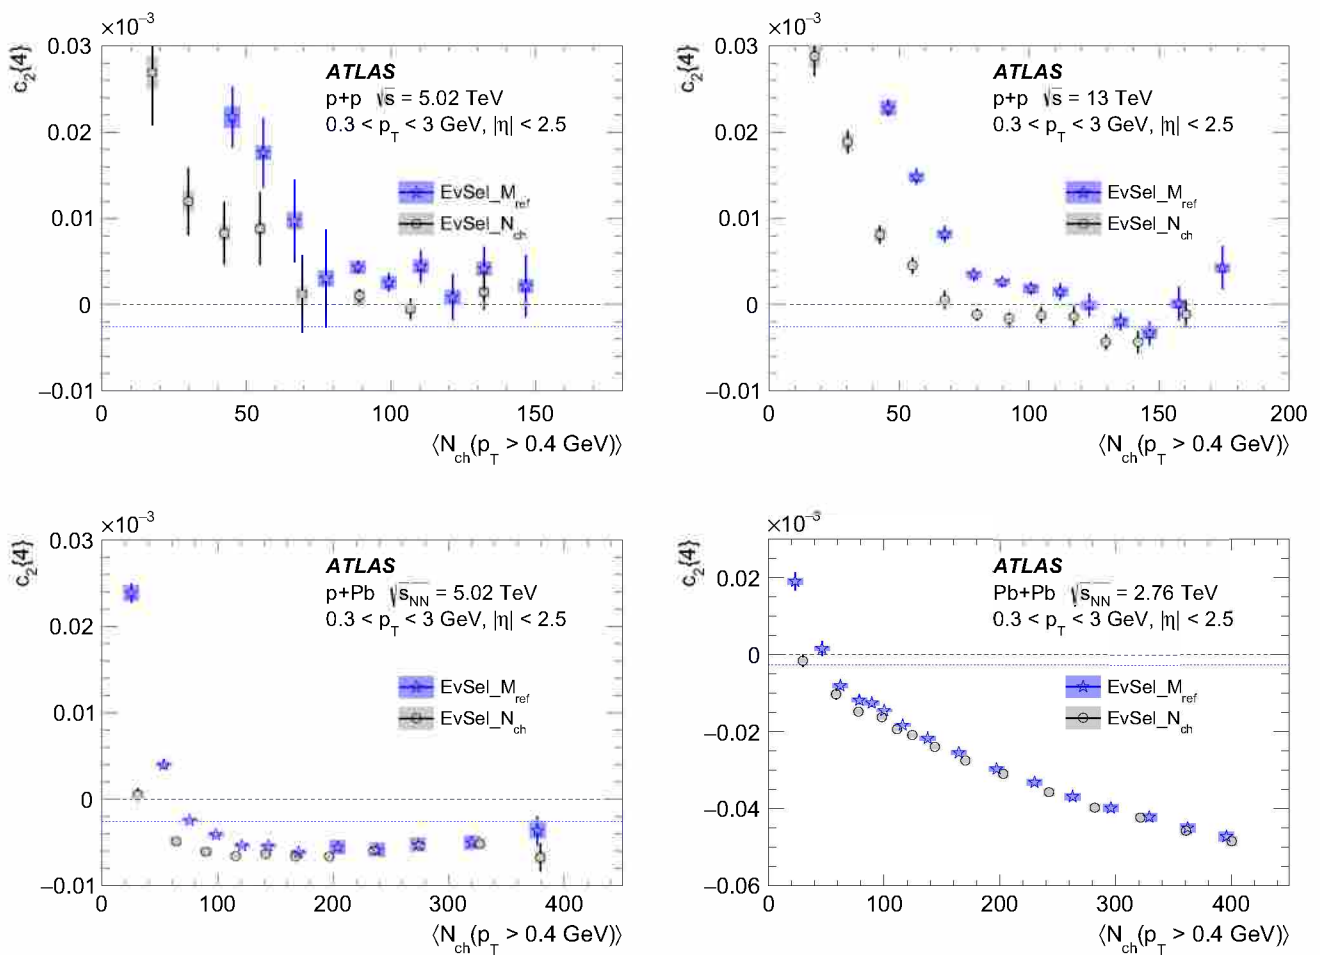 ×10⁻³
c₂{4}
0.03
0.02
0.01
0
−0.01
ATLAS
p+p √s = 5.02 TeV
0.3 < p_T < 3 GeV, |η| < 2.5
EvSel_M_ref
EvSel_N_ch
0 50 100 150
⟨N_ch(p_T > 0.4 GeV)⟩
×10⁻³
c₂{4}
0.03
0.02
0.01
0
−0.01
ATLAS
p+p √s = 13 TeV
0.3 < p_T < 3 GeV, |η| < 2.5
EvSel_M_ref
EvSel_N_ch
0 50 100 150 200
⟨N_ch(p_T > 0.4 GeV)⟩
×10⁻³
c₂{4}
0.03
0.02
0.01
0
−0.01
ATLAS
p+Pb √s_NN = 5.02 TeV
0.3 < p_T < 3 GeV, |η| < 2.5
EvSel_M_ref
EvSel_N_ch
0 100 200 300 400
⟨N_ch(p_T > 0.4 GeV)⟩
×10⁻³
c₂{4}
0.02
0
−0.02
−0.04
−0.06
ATLAS
Pb+Pb √s_NN = 2.76 TeV
0.3 < p_T < 3 GeV, |η| < 2.5
EvSel_M_ref
EvSel_N_ch
0 100 200 300 400
⟨N_ch(p_T > 0.4 GeV)⟩